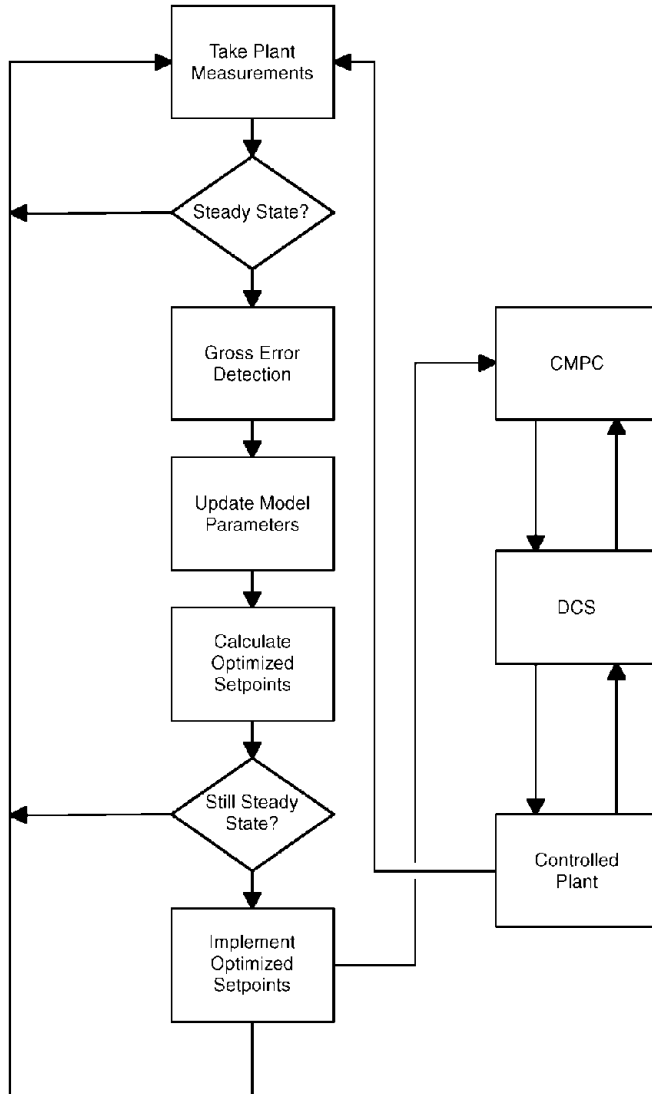 Take Plant
Measurements
Steady State?
Gross Error
Detection
CMPC
Update Model
Parameters
DCS
Calculate
Optimized
Setpoints
Still Steady
State?
Controlled
Plant
Implement
Optimized
Setpoints